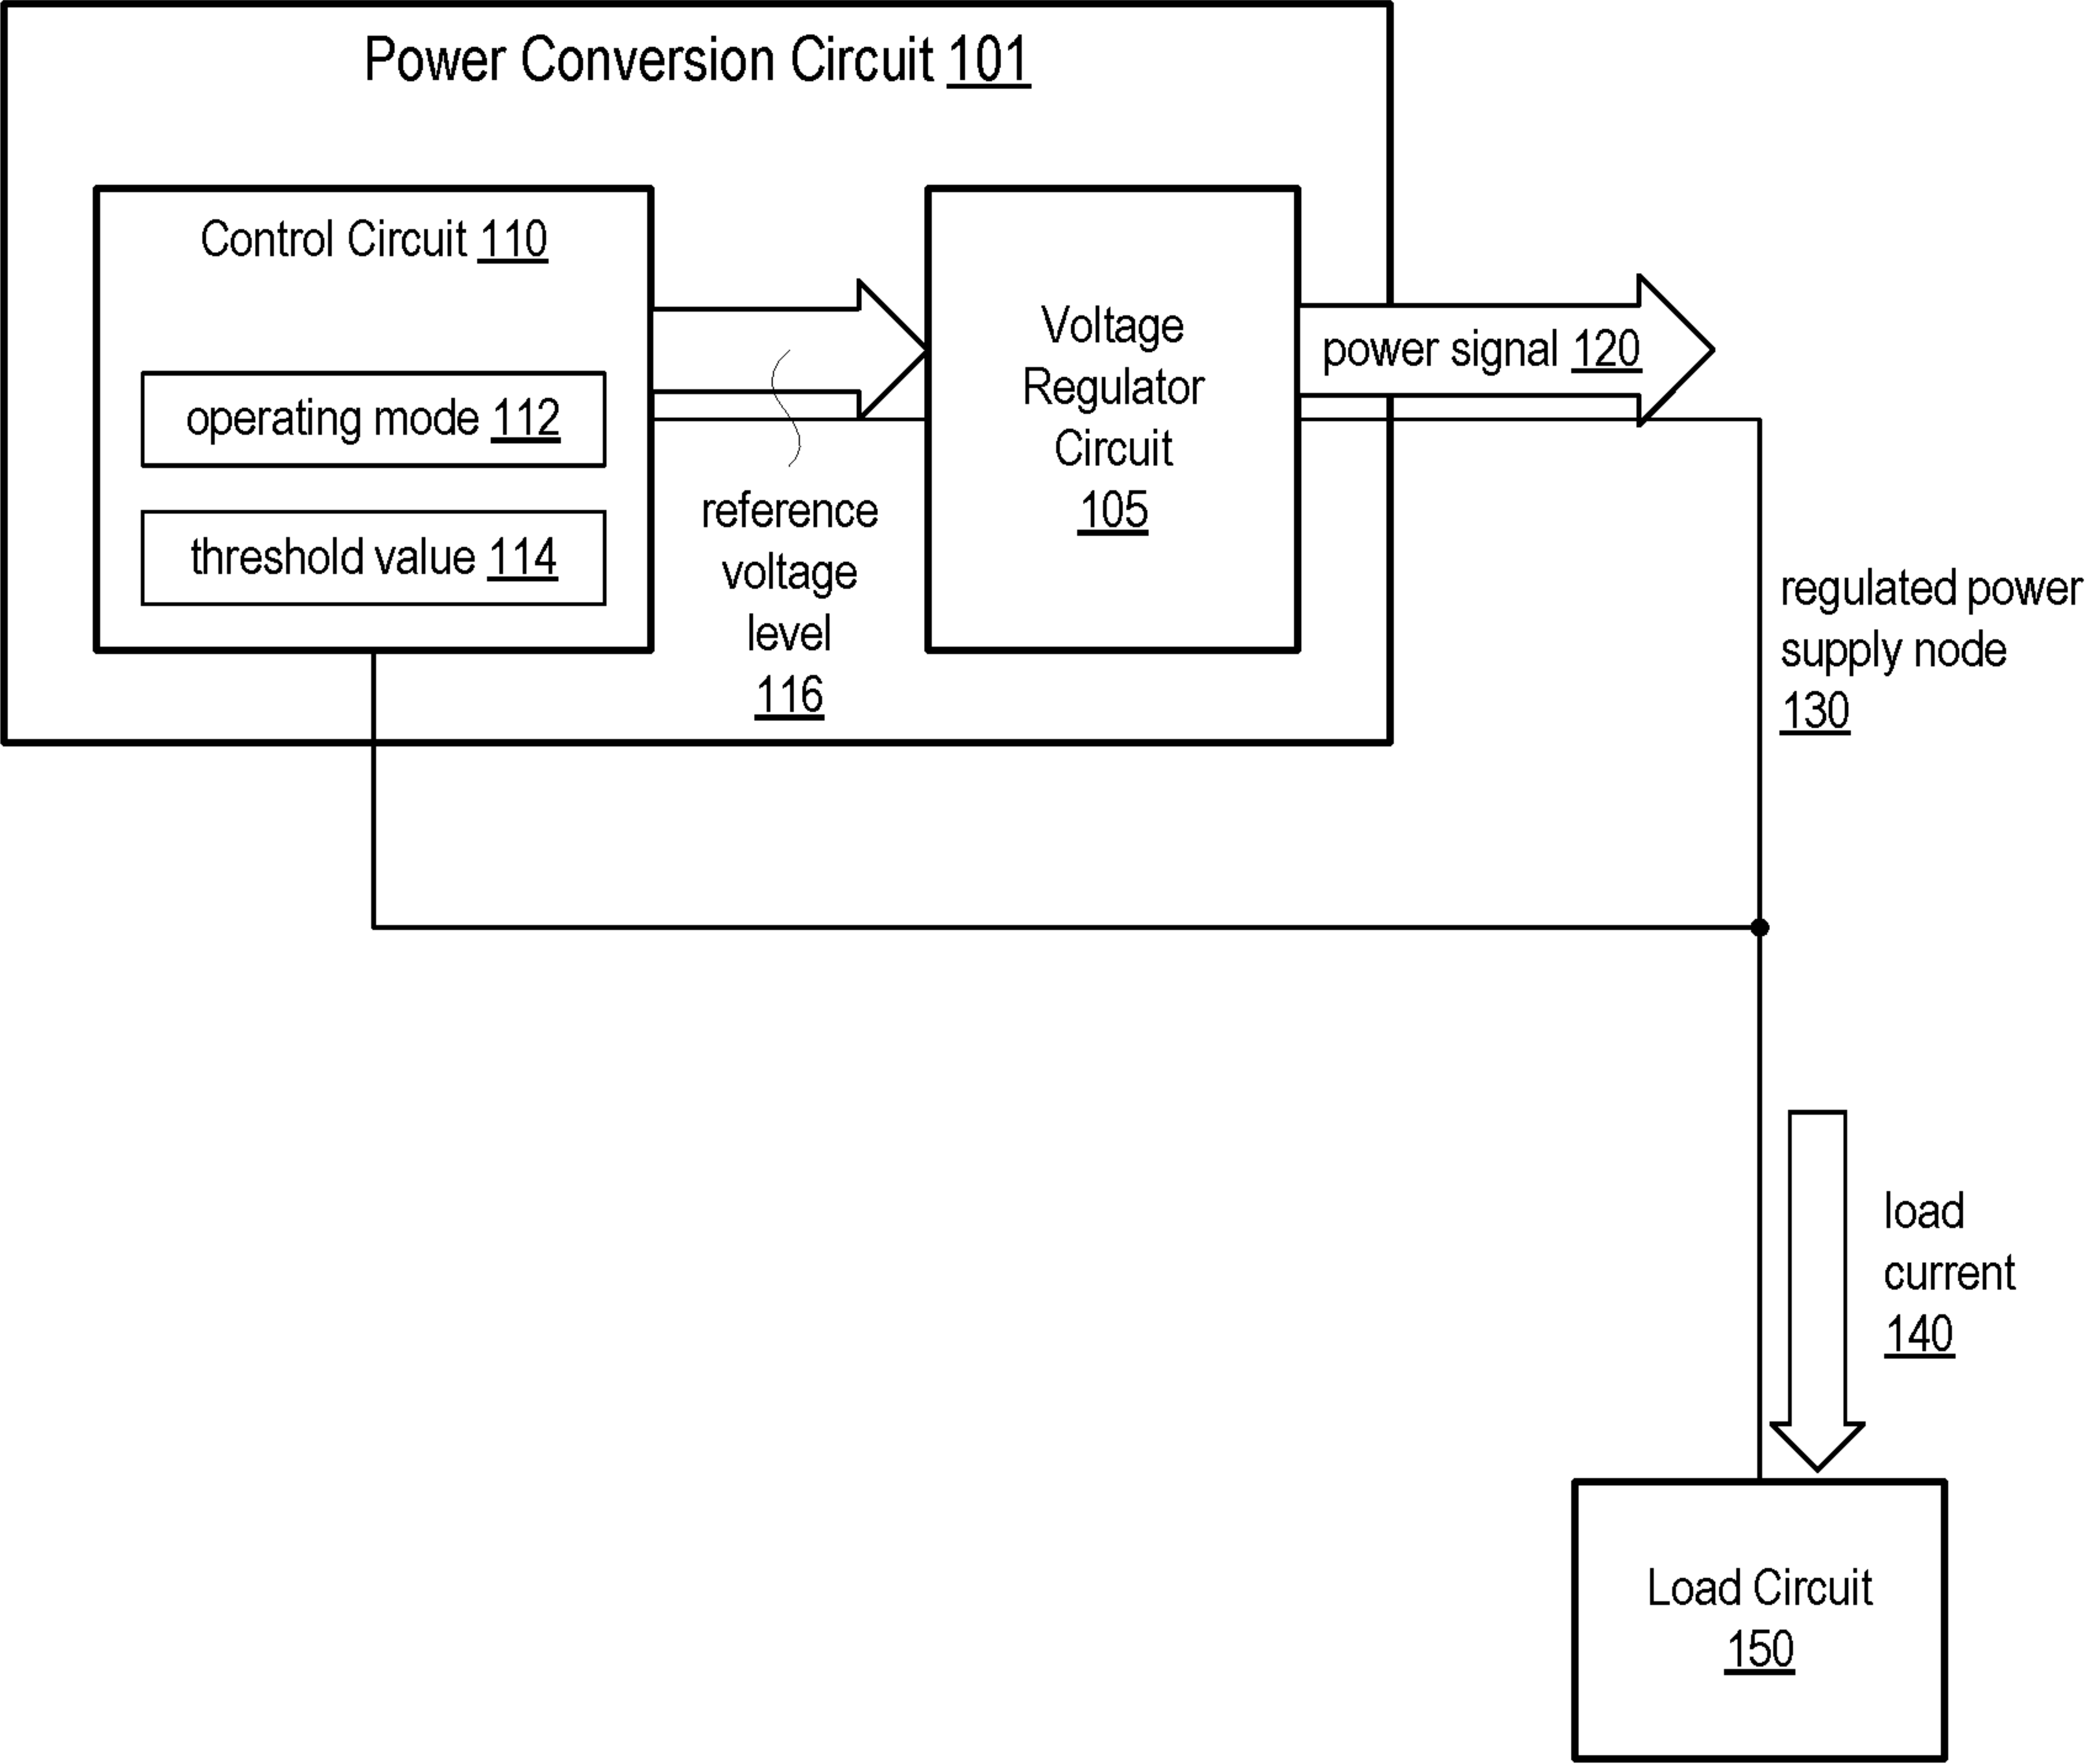 Power Conversion Circuit 101
Control Circuit 110
operating mode 112
threshold value 114
reference
voltage
level
116
Voltage
Regulator
Circuit
105
power signal 120
regulated power
supply node
130
load
current
140
Load Circuit
150